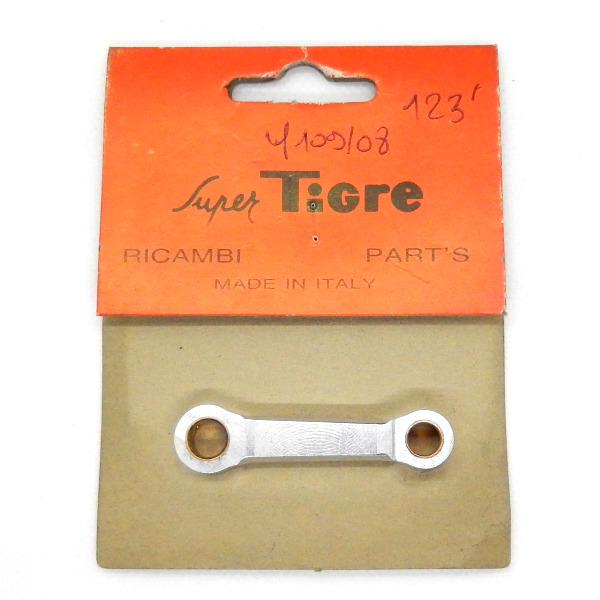 123'
4109/08
Super Tigre
RICAMBI PART'S
MADE IN ITALY